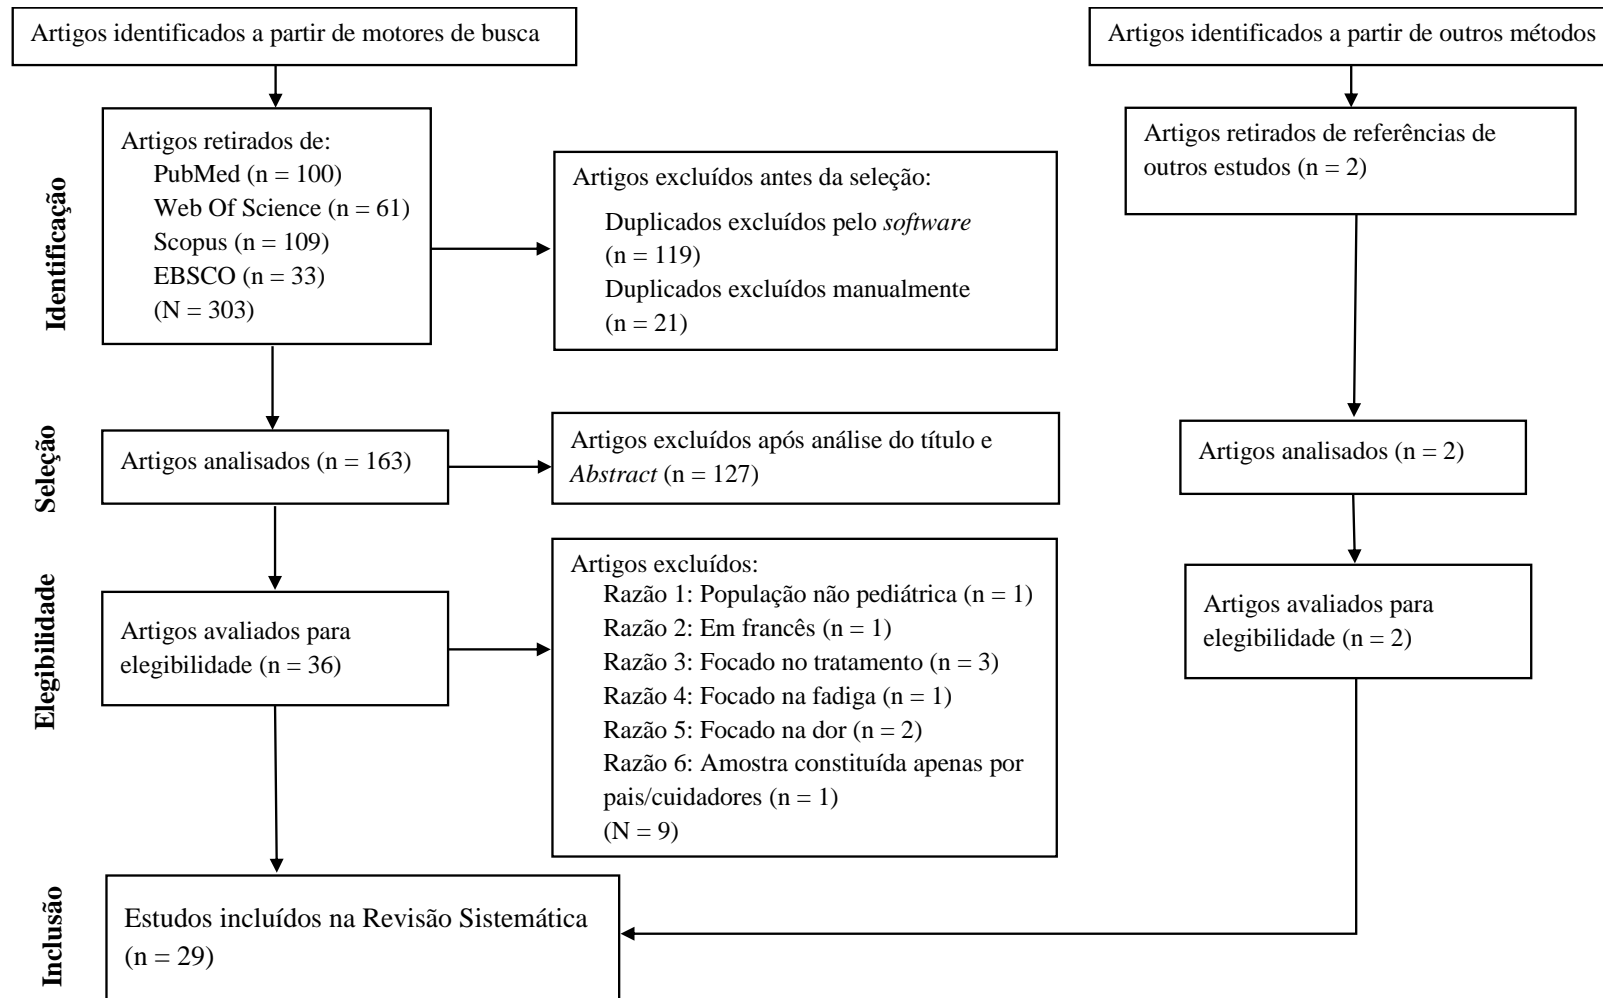 Artigos identificados a partir de motores de busca
Artigos identificados a partir de outros métodos
Identificação
Artigos retirados de:
PubMed (n = 100)
Web Of Science (n = 61)
Scopus (n = 109)
EBSCO (n = 33)
(N = 303)
Artigos excluídos antes da seleção:
Duplicados excluídos pelo software
(n = 119)
Duplicados excluídos manualmente
(n = 21)
Artigos retirados de referências de
outros estudos (n = 2)
Seleção
Artigos analisados (n = 163)
Artigos excluídos após análise do título e
Abstract (n = 127)
Artigos analisados (n = 2)
Elegibilidade
Artigos avaliados para
elegibilidade (n = 36)
Artigos excluídos:
Razão 1: População não pediátrica (n = 1)
Razão 2: Em francês (n = 1)
Razão 3: Focado no tratamento (n = 3)
Razão 4: Focado na fadiga (n = 1)
Razão 5: Focado na dor (n = 2)
Razão 6: Amostra constituída apenas por
pais/cuidadores (n = 1)
(N = 9)
Artigos avaliados para
elegibilidade (n = 2)
Inclusão
Estudos incluídos na Revisão Sistemática
(n = 29)